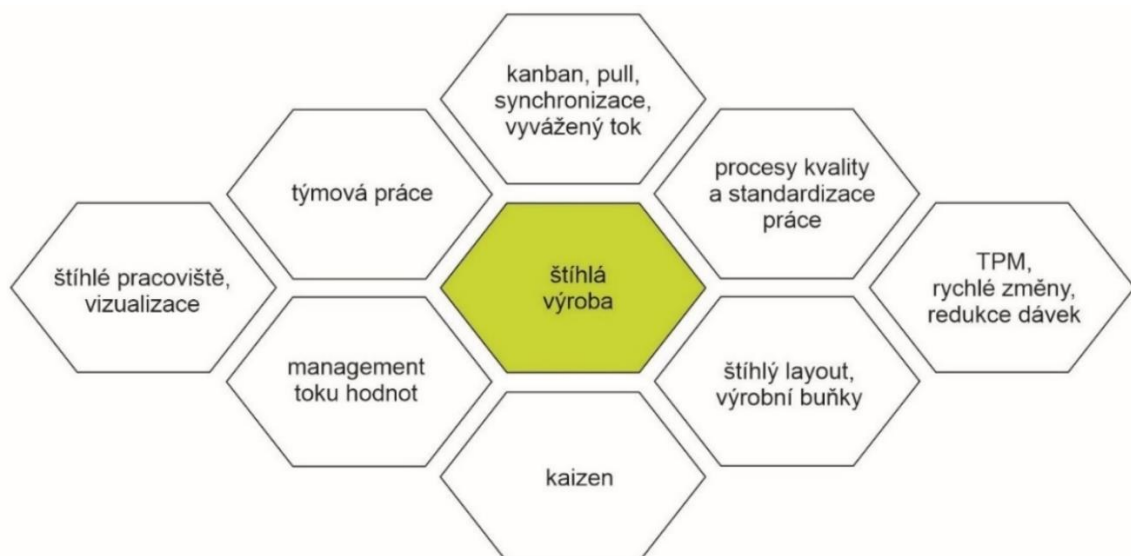 kanban, pull,
synchronizace,
vyvážený tok
týmová práce
procesy kvality
a standardizace
práce
štíhlé pracoviště,
vizualizace
štíhlá
výroba
TPM,
rychlé změny,
redukce dávek
management
toku hodnot
štíhlý layout,
výrobní buňky
kaizen